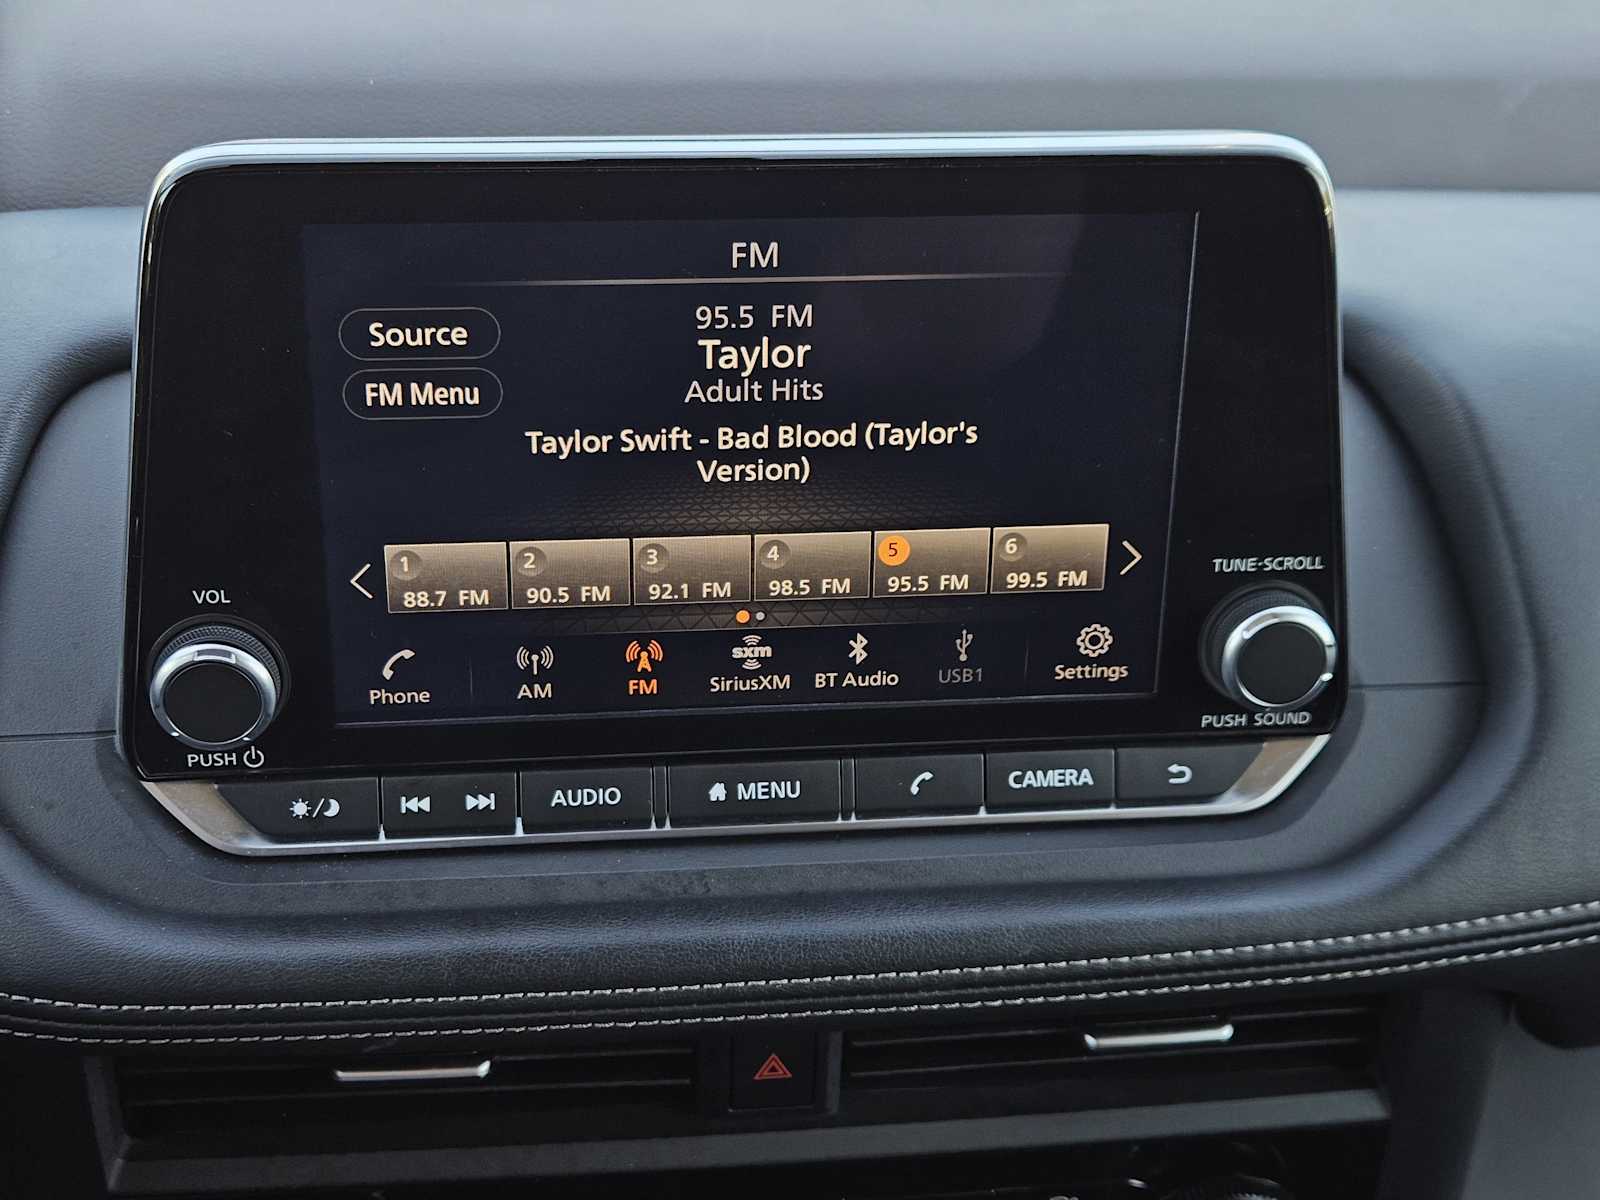 FM
95.5 FM
Source
Taylor
FM Menu
Adult Hits
Taylor Swift - Bad Blood (Taylor's
Version)
1 2 3 4 5 6
88.7 FM 90.5 FM 92.1 FM 98.5 FM 95.5 FM 99.5 FM
VOL
TUNE·SCROLL
sxm
Phone AM FM SiriusXM BT Audio USB1 Settings
PUSH
PUSH SOUND
AUDIO MENU CAMERA